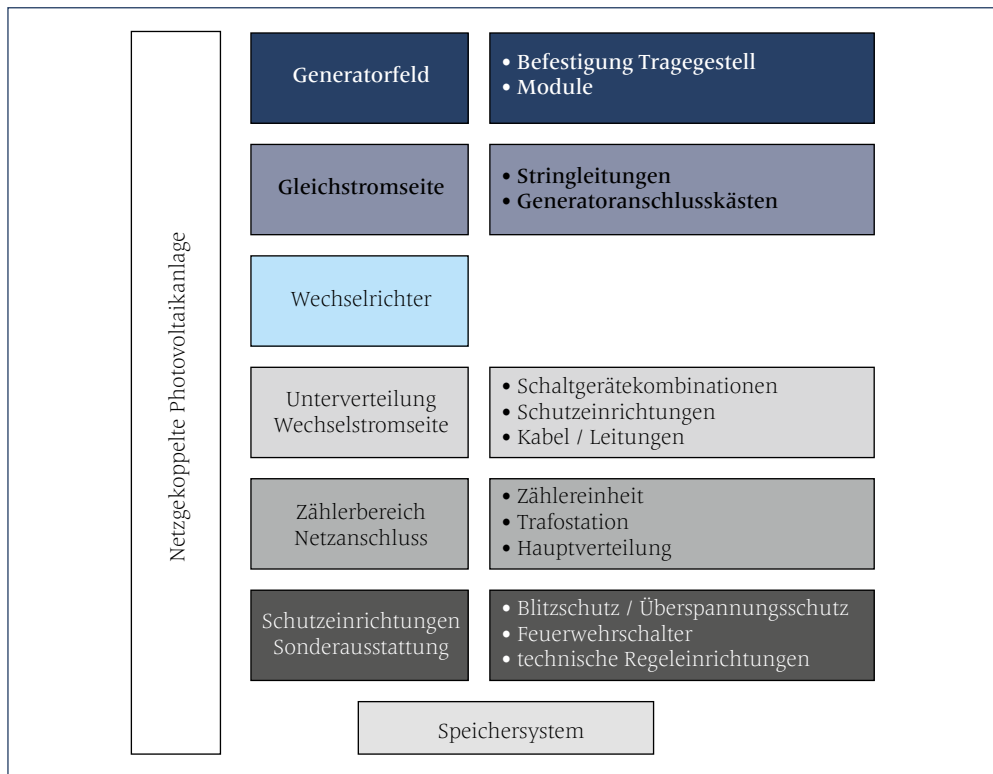 Netzgekoppelte Photovoltaikanlage
Generatorfeld
• Befestigung Tragegestell
• Module
Gleichstromseite
• Stringleitungen
• Generatoranschlusskästen
Wechselrichter
Unterverteilung
Wechselstromseite
• Schaltgerätekombinationen
• Schutzeinrichtungen
• Kabel / Leitungen
Zählerbereich
Netzanschluss
• Zählereinheit
• Trafostation
• Hauptverteilung
Schutzeinrichtungen
Sonderausstattung
• Blitzschutz / Überspannungsschutz
• Feuerwehrschalter
• technische Regeleinrichtungen
Speichersystem